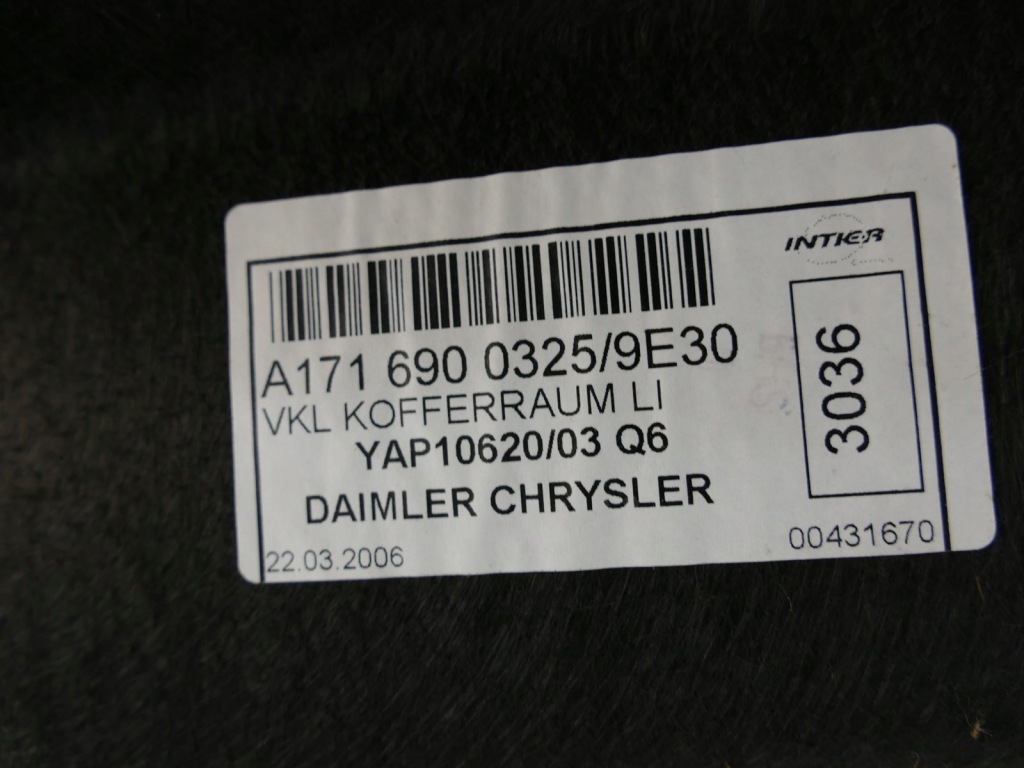 INTIER
A171 690 0325/9E30
VKL KOFFERRAUM LI
YAP10620/03 Q6
DAIMLER CHRYSLER
3036
22.03.2006
00431670